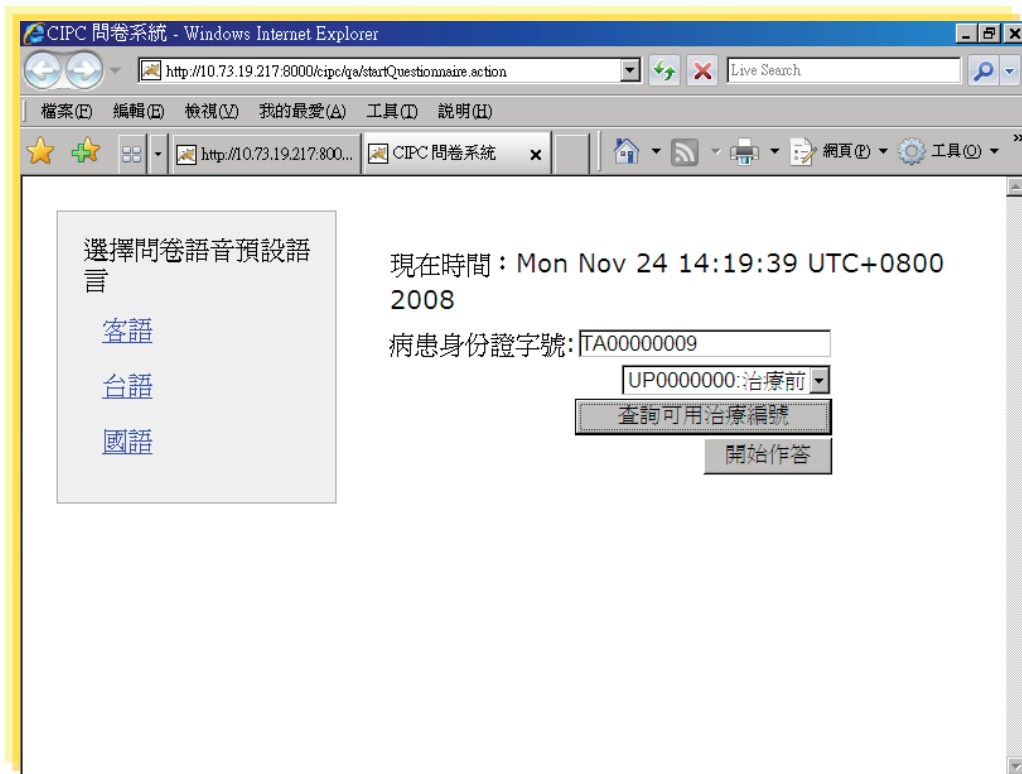 CIPC 問卷系統 - Windows Internet Explorer
http://10.73.19.217:8000/cipc/qa/startQuestionnaire.action
Live Search
檔案(F) 編輯(E) 檢視(V) 我的最愛(A) 工具(T) 說明(H)
http://10.73.19.217:800... CIPC 問卷系統 網頁(P) 工具(O) »
選擇問卷語音預設語
言
客語
台語
國語
現在時間：Mon Nov 24 14:19:39 UTC+0800
2008
病患身份證字號: TA00000009
UP0000000:治療前
查詢可用治療編號
開始作答